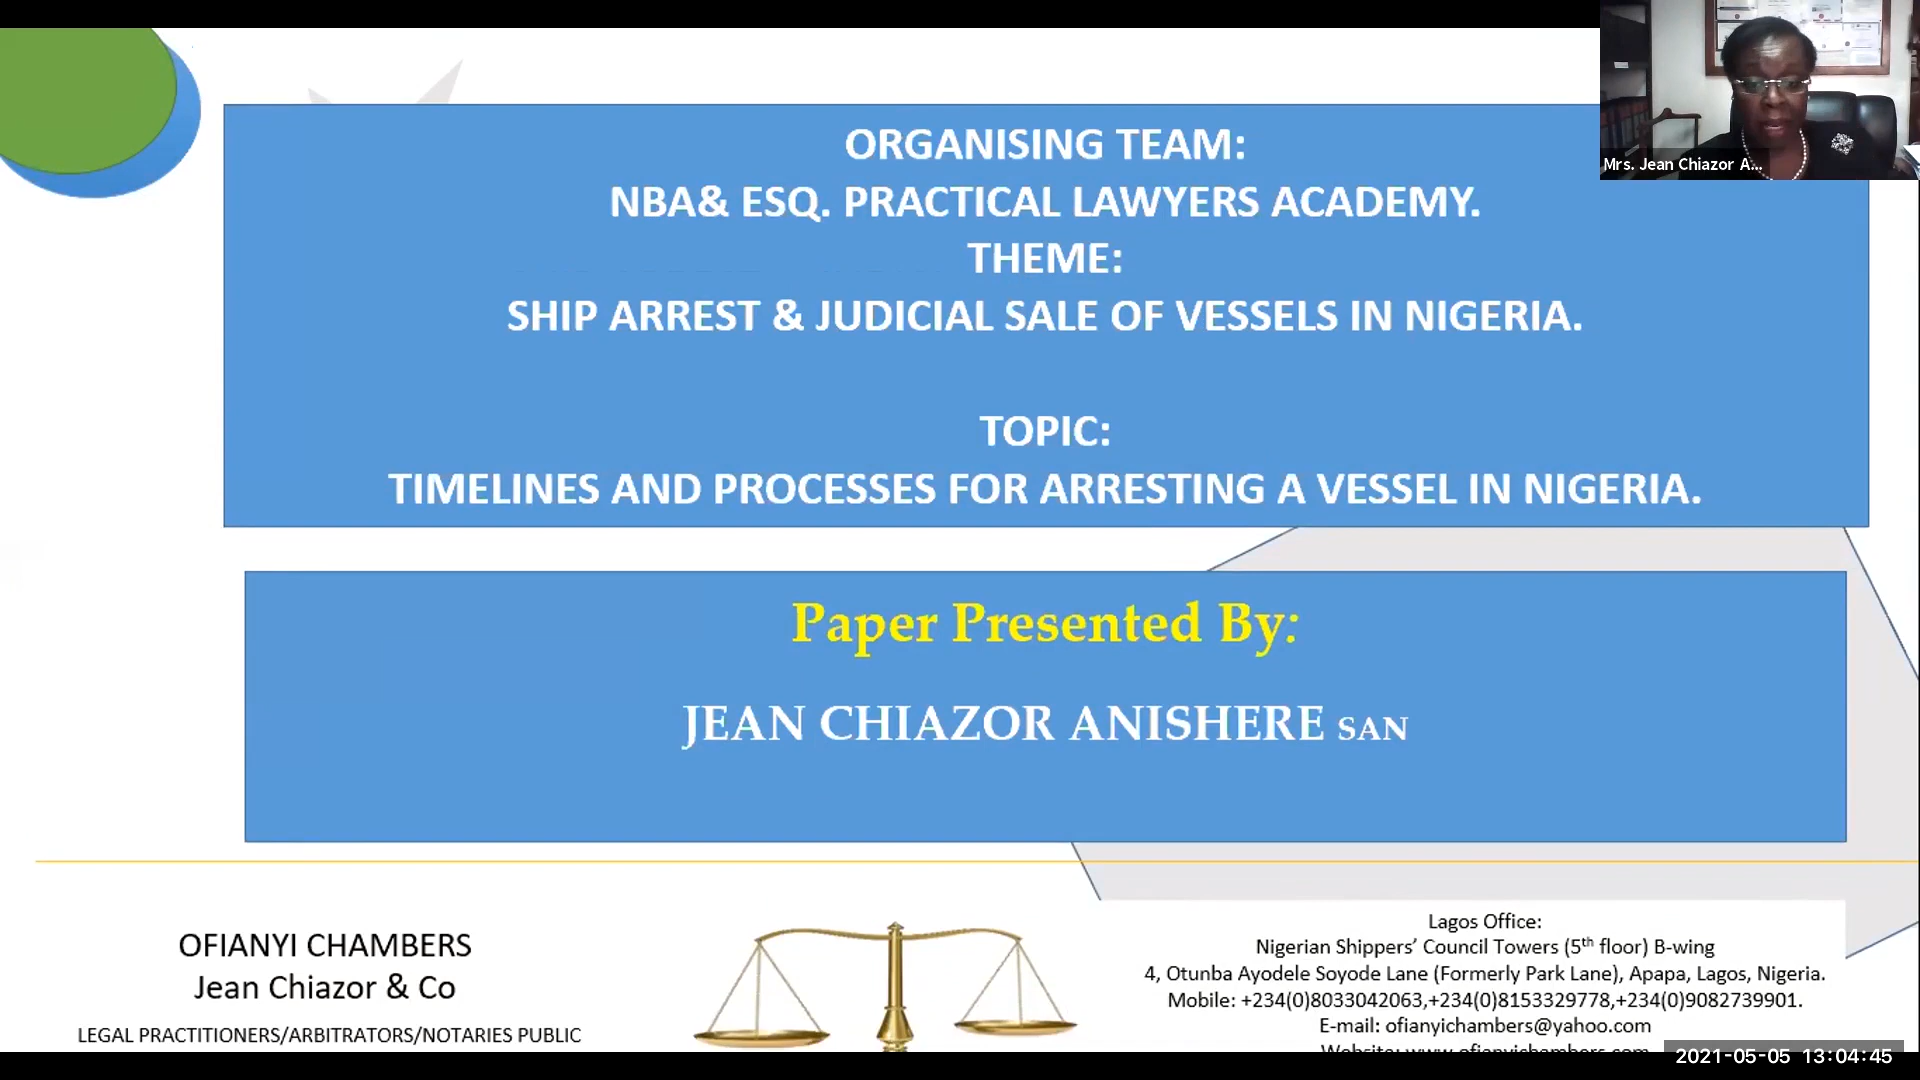 ORGANISING TEAM:
NBA& ESQ. PRACTICAL LAWYERS ACADEMY.
THEME:
SHIP ARREST & JUDICIAL SALE OF VESSELS IN NIGERIA.
TOPIC:
TIMELINES AND PROCESSES FOR ARRESTING A VESSEL IN NIGERIA.
Mrs. Jean Chiazor A...
Paper Presented By:
JEAN CHIAZOR ANISHERE SAN
OFIANYI CHAMBERS
Jean Chiazor & Co
LEGAL PRACTITIONERS/ARBITRATORS/NOTARIES PUBLIC
Lagos Office:
Nigerian Shippers’ Council Towers (5th floor) B-wing
4, Otunba Ayodele Soyode Lane (Formerly Park Lane), Apapa, Lagos, Nigeria.
Mobile: +234(0)8033042063,+234(0)8153329778,+234(0)9082739901.
E-mail: ofianyichambers@yahoo.com
Website: www.ofianyichambers.com
2021-05-05 13:04:45